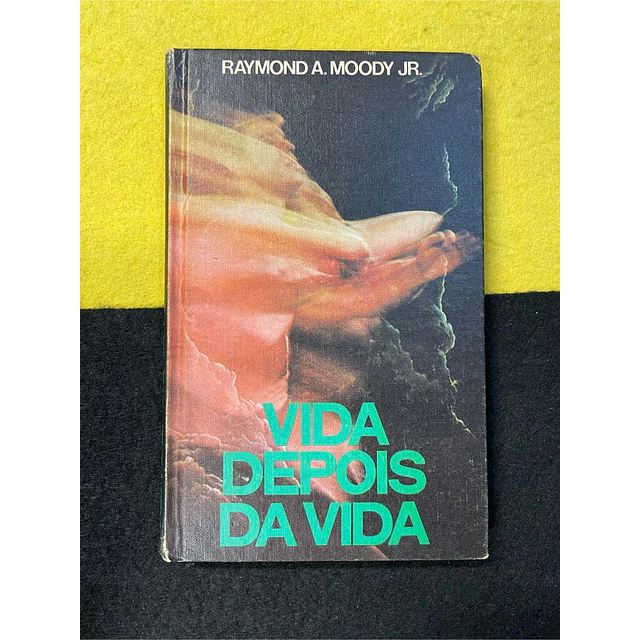 RAYMOND A. MOODY JR.
VIDA
DEPOIS
DA VIDA